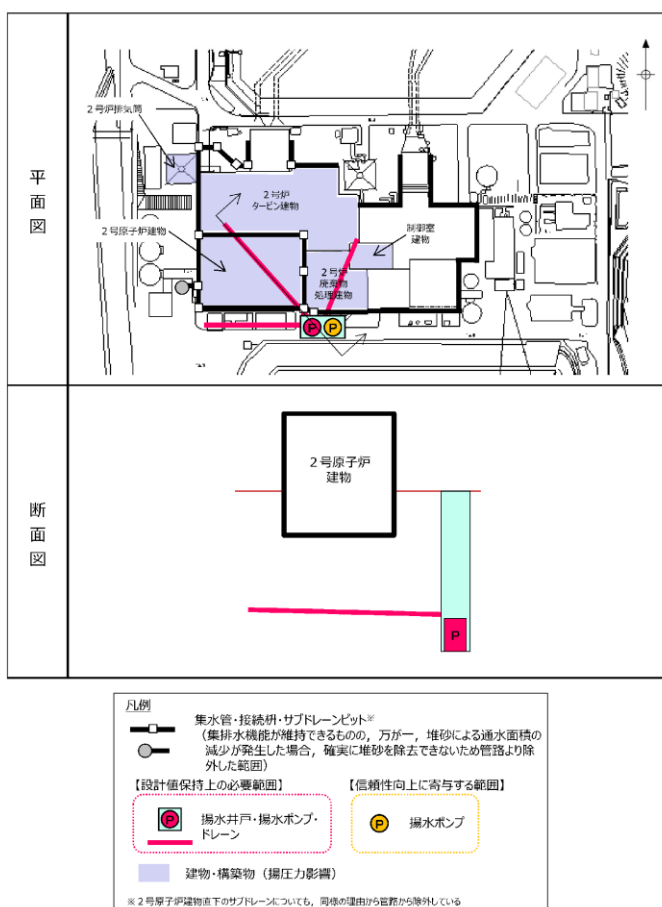 平面図
2号炉排気筒
2号炉
タービン建物
2号原子炉建物
制御室
建物
2号炉
廃棄物
処理建物
P
P
断面図
2号原子炉
建物
P
凡例
集水管・接続枡・サブドレーンピット※
(集排水機能が維持できるものの,万が一,堆砂による通水面積の
減少が発生した場合,確実に堆砂を除去できないため管路より除
外した範囲)
【設計値保持上の必要範囲】
【信頼性向上に寄与する範囲】
P
揚水井戸・揚水ポンプ・
ドレーン
P
揚水ポンプ
建物・構築物(揚圧力影響)
※2号原子炉建物直下のサブドレーンについても,同様の理由から管路から除外している